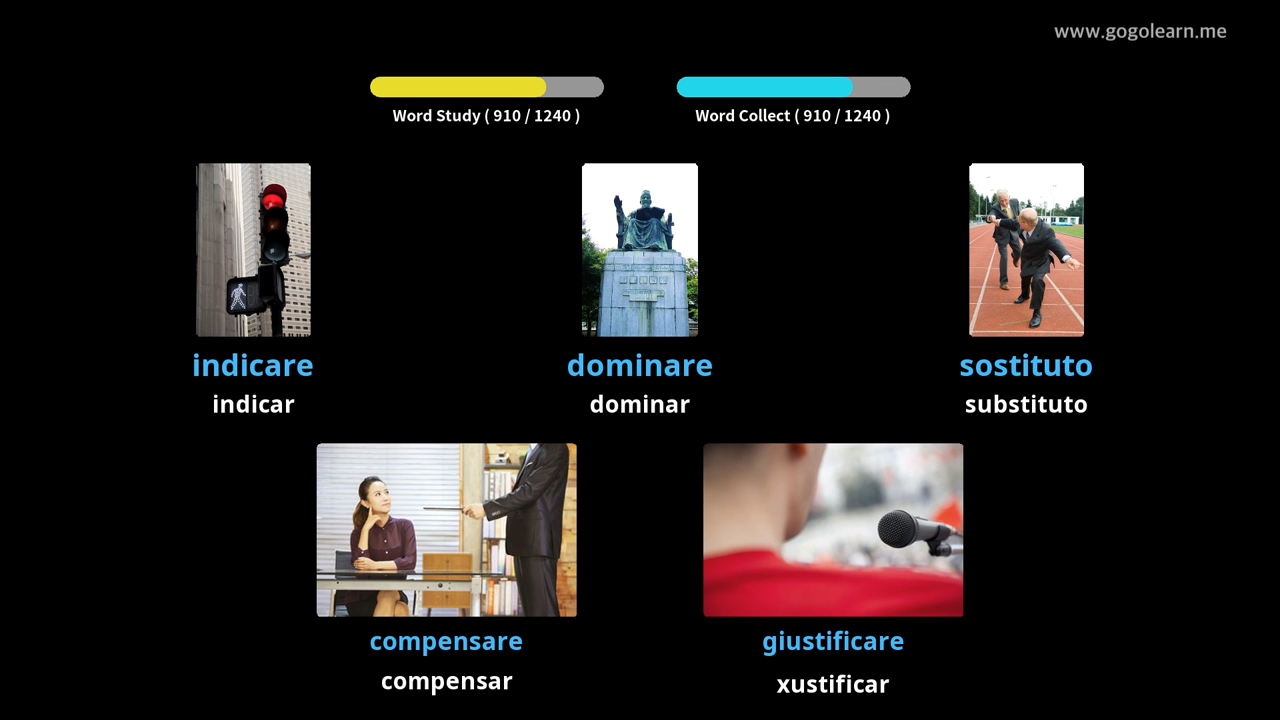 www.gogolearn.me
Word Study ( 910 / 1240 )
Word Collect ( 910 / 1240 )
indicare
indicar
dominare
dominar
sostituto
substituto
compensare
compensar
giustificare
xustificar